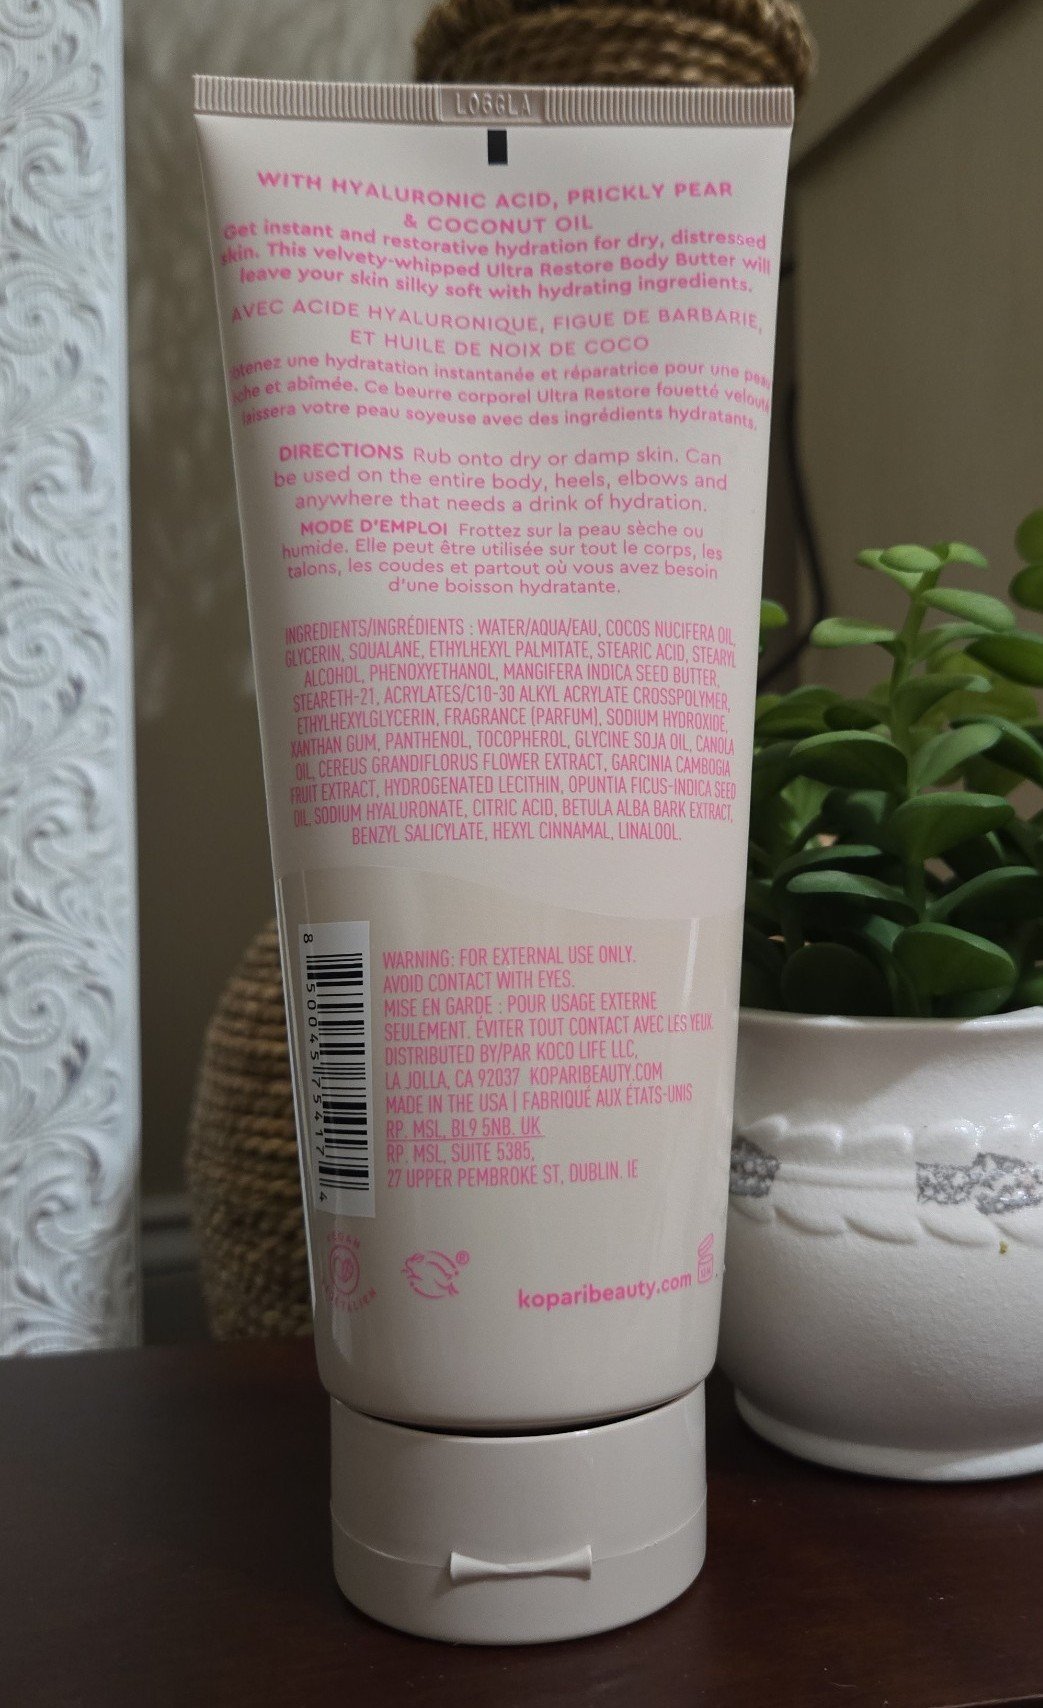 LO66LA
WITH HYALURONIC ACID, PRICKLY PEAR
& COCONUT OIL
Get instant and restorative hydration for dry, distressed
skin. This velvety-whipped Ultra Restore Body Butter will
leave your skin silky soft with hydrating ingredients.
AVEC ACIDE HYALURONIQUE, FIGUE DE BARBARIE,
ET HUILE DE NOIX DE COCO
Obtenez une hydratation instantanée et réparatrice pour une peau
sèche et abîmée. Ce beurre corporel Ultra Restore fouetté velouté
laissera votre peau soyeuse avec des ingrédients hydratants.
DIRECTIONS Rub onto dry or damp skin. Can
be used on the entire body, heels, elbows and
anywhere that needs a drink of hydration.
MODE D'EMPLOI Frottez sur la peau sèche ou
humide. Elle peut être utilisée sur tout le corps, les
talons, les coudes et partout où vous avez besoin
d'une boisson hydratante.
INGREDIENTS/INGRÉDIENTS : WATER/AQUA/EAU, COCOS NUCIFERA OIL,
GLYCERIN, SQUALANE, ETHYLHEXYL PALMITATE, STEARIC ACID, STEARYL
ALCOHOL, PHENOXYETHANOL, MANGIFERA INDICA SEED BUTTER,
STEARETH-21, ACRYLATES/C10-30 ALKYL ACRYLATE CROSSPOLYMER,
ETHYLHEXYLGLYCERIN, FRAGRANCE (PARFUM), SODIUM HYDROXIDE,
XANTHAN GUM, PANTHENOL, TOCOPHEROL, GLYCINE SOJA OIL, CANOLA
OIL, CEREUS GRANDIFLORUS FLOWER EXTRACT, GARCINIA CAMBOGIA
FRUIT EXTRACT, HYDROGENATED LECITHIN, OPUNTIA FICUS-INDICA SEED
OIL, SODIUM HYALURONATE, CITRIC ACID, BETULA ALBA BARK EXTRACT,
BENZYL SALICYLATE, HEXYL CINNAMAL, LINALOOL.
8 50045 75417 4
WARNING: FOR EXTERNAL USE ONLY.
AVOID CONTACT WITH EYES.
MISE EN GARDE : POUR USAGE EXTERNE
SEULEMENT. ÉVITER TOUT CONTACT AVEC LES YEUX
DISTRIBUTED BY/PAR KOCO LIFE LLC,
LA JOLLA, CA 92037 KOPARIBEAUTY.COM
MADE IN THE USA | FABRIQUÉ AUX ÉTATS-UNIS
RP. MSL, BL9 5NB. UK
RP. MSL, SUITE 5385,
27 UPPER PEMBROKE ST, DUBLIN. IE
VEGAN
koparibeauty.com